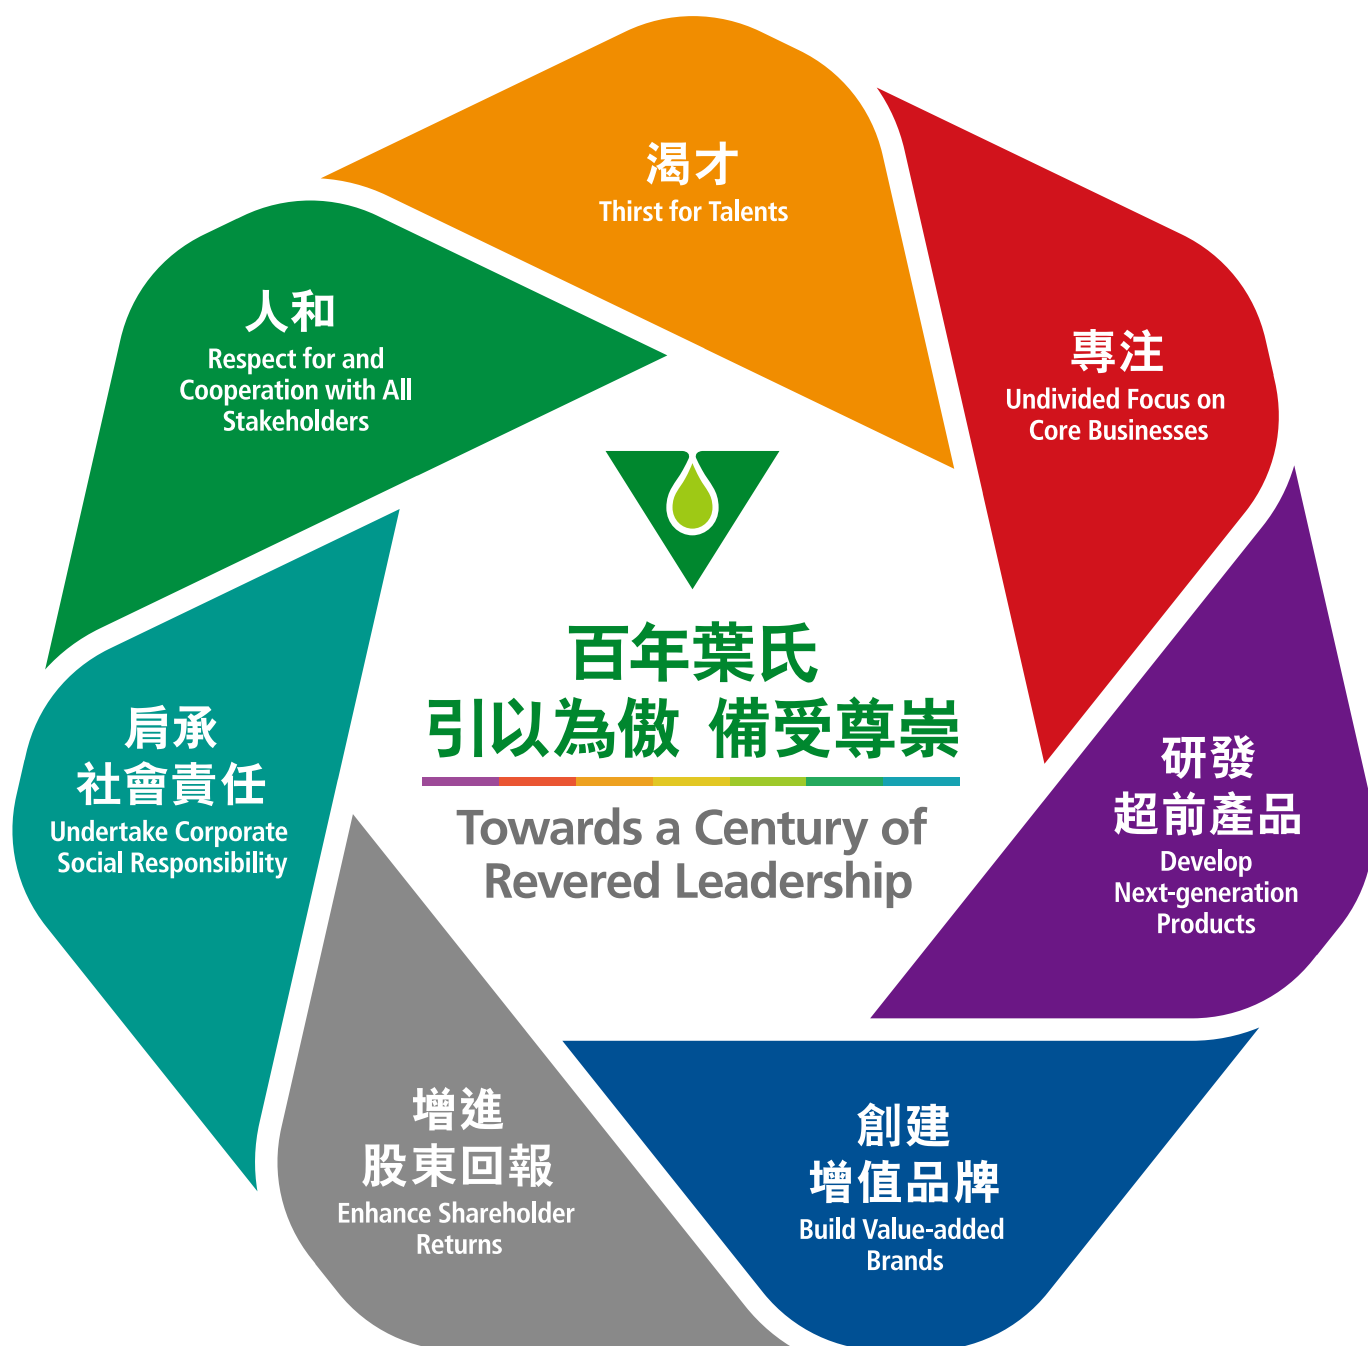 渴才
Thirst for Talents
專注
Undivided Focus on
Core Businesses
研發
超前產品
Develop
Next-generation
Products
創建
增值品牌
Build Value-added
Brands
增進
股東回報
Enhance Shareholder
Returns
肩承
社會責任
Undertake Corporate
Social Responsibility
人和
Respect for and
Cooperation with All
Stakeholders
百年葉氏
引以為傲 備受尊崇
Towards a Century of
Revered Leadership